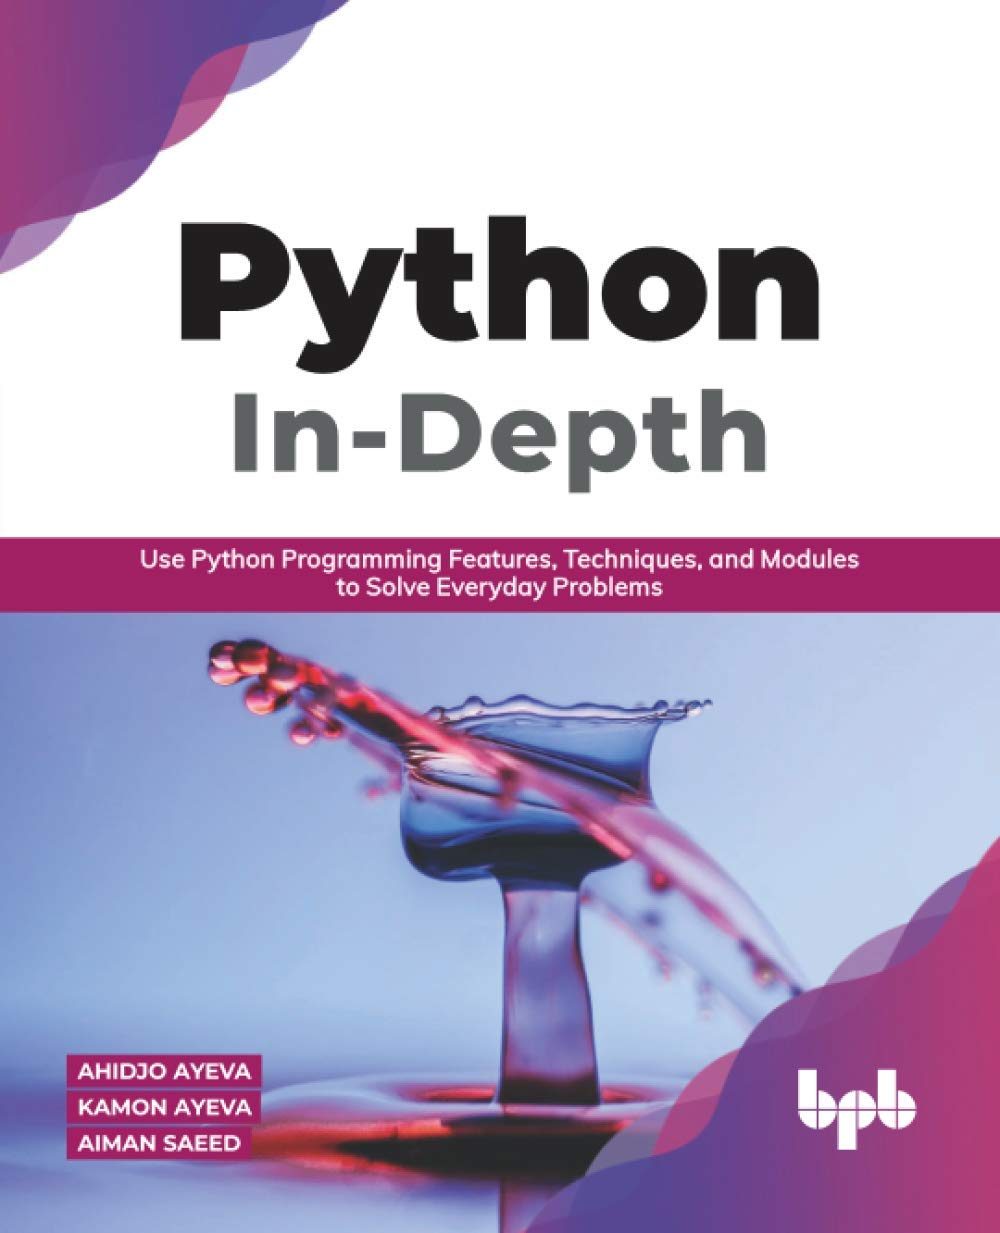 Python
In-Depth
Use Python Programming Features, Techniques, and Modules
to Solve Everyday Problems
AHIDJO AYEVA
KAMON AYEVA
AIMAN SAEED
bpb